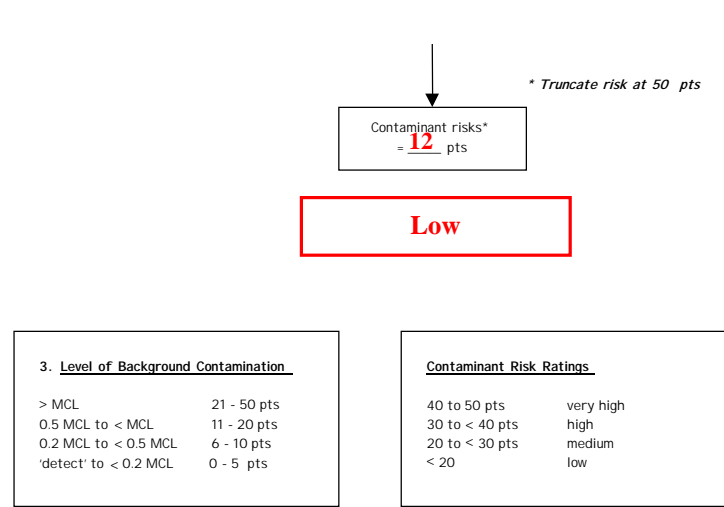 * Truncate risk at 50 pts
Contaminant risks*
= 12 pts
Low
3. Level of Background Contamination
> MCL 21 - 50 pts
0.5 MCL to < MCL 11 - 20 pts
0.2 MCL to < 0.5 MCL 6 - 10 pts
'detect' to < 0.2 MCL 0 - 5 pts
Contaminant Risk Ratings
40 to 50 pts very high
30 to < 40 pts high
20 to < 30 pts medium
< 20 low